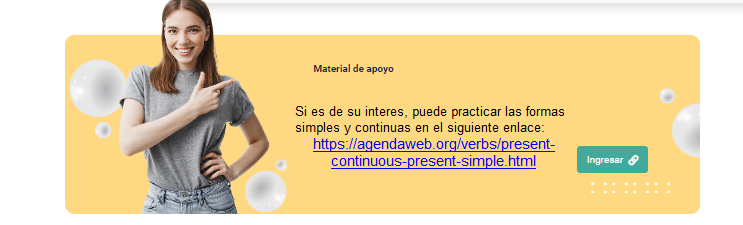 Material de apoyo
Si es de su interes, puede practicar las formas
simples y continuas en el siguiente enlace:
https://agendaweb.org/verbs/present-
continuous-present-simple.html
Ingresar